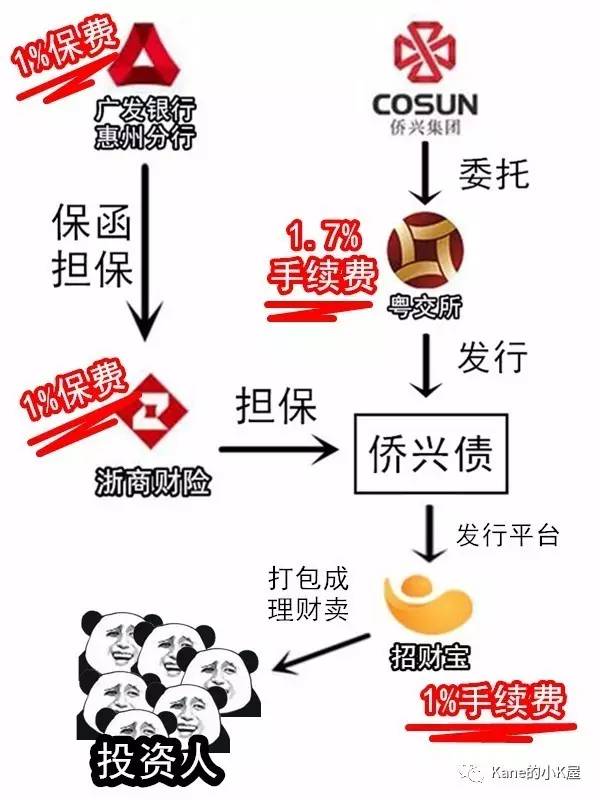 1%保费
广发银行
惠州分行
COSUN
侨兴集团
委托
保函
担保
1.7%
手续费
粤交所
发行
1%保费
浙商财险
担保
侨兴债
发行平台
打包成
理财卖
招财宝
1%手续费
投资人
Kane的小K屋